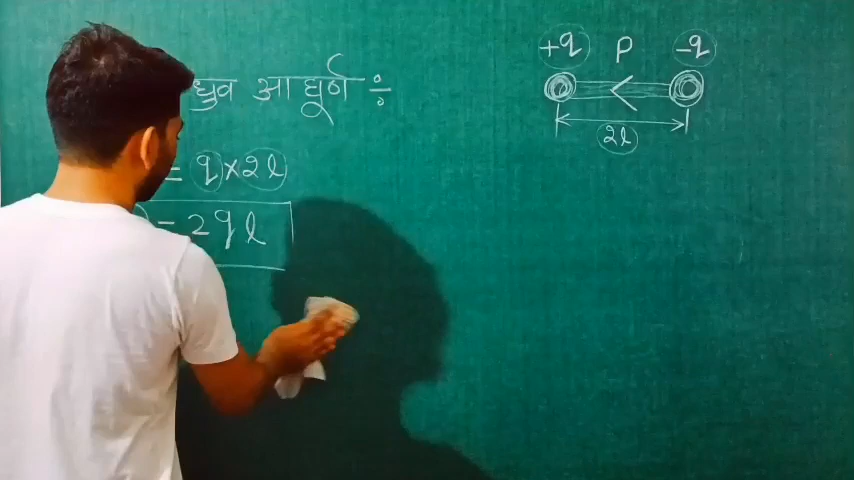 ध्रुव आघूर्ण ÷
= q × 2l
= 2ql
+q P -q
2l